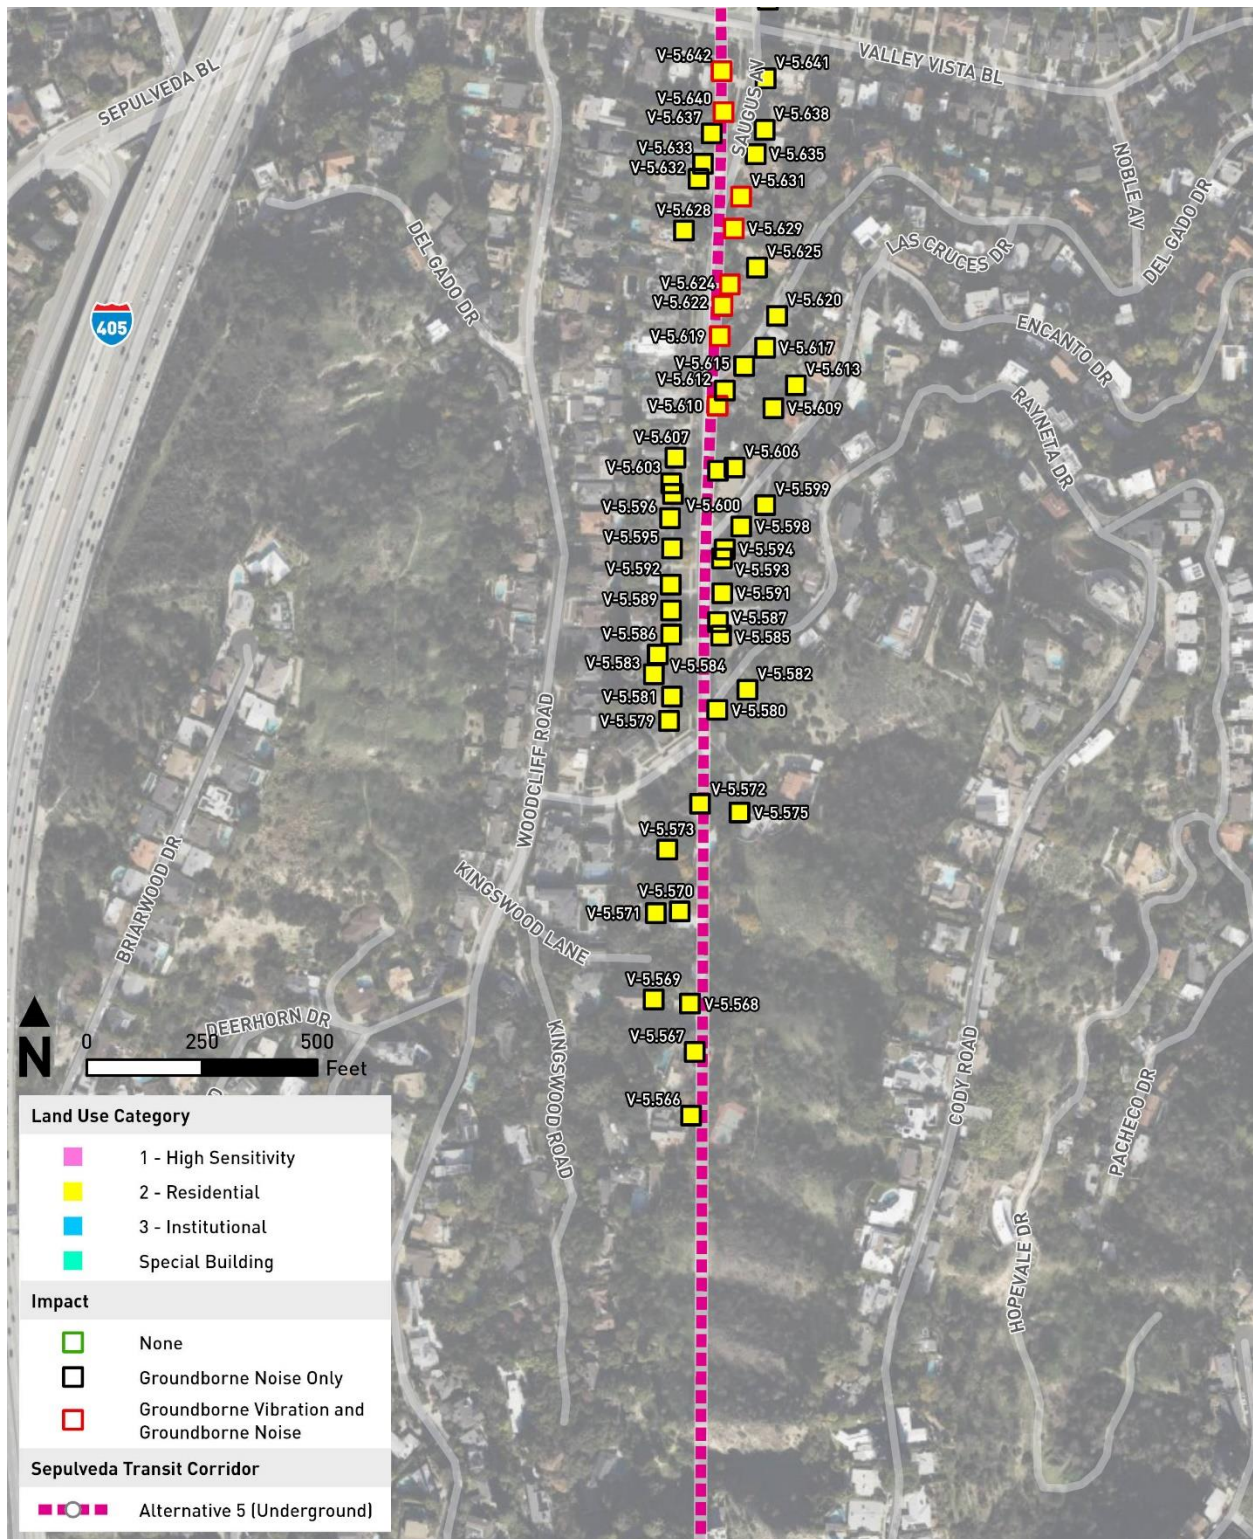 V-5.642
V-5.641
VALLEY VISTA BL
SEPULVEDA BL
V-5.640
SAUGUS AV
V-5.637
V-5.638
V-5.633
V-5.635
V-5.632
NOBLE AV
V-5.631
DEL GADO DR
V-5.628
V-5.629
DEL GADO DR
LAS CRUCES DR
V-5.625
V-5.624
V-5.622
V-5.620
405
V-5.619
ENCANTO DR
V-5.617
V-5.615
V-5.613
V-5.612
V-5.610
V-5.609
RAYNETA DR
V-5.607
V-5.606
V-5.603
V-5.599
V-5.596
V-5.600
V-5.598
V-5.595
V-5.594
V-5.592
V-5.593
V-5.591
V-5.589
V-5.587
V-5.586
V-5.585
V-5.583
V-5.584
V-5.582
V-5.581
V-5.580
V-5.579
WOODCLIFF ROAD
V-5.572
V-5.575
V-5.573
BRIARWOOD DR
KINGSWOOD LANE
V-5.570
V-5.571
V-5.569
V-5.568
DEERHORN DR
V-5.567
KINGSWOOD ROAD
CODY ROAD
V-5.566
PACHECO DR
HOPEVALE DR
N
0 250 500
Feet
D
Land Use Category
1 - High Sensitivity
2 - Residential
3 - Institutional
Special Building
Impact
None
Groundborne Noise Only
Groundborne Vibration and
Groundborne Noise
Sepulveda Transit Corridor
Alternative 5 (Underground)